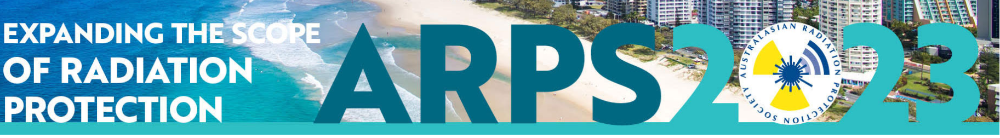 EXPANDING THE SCOPE
OF RADIATION
PROTECTION
ARPS2023
AUSTRALASIAN RADIATION PROTECTION SOCIETY